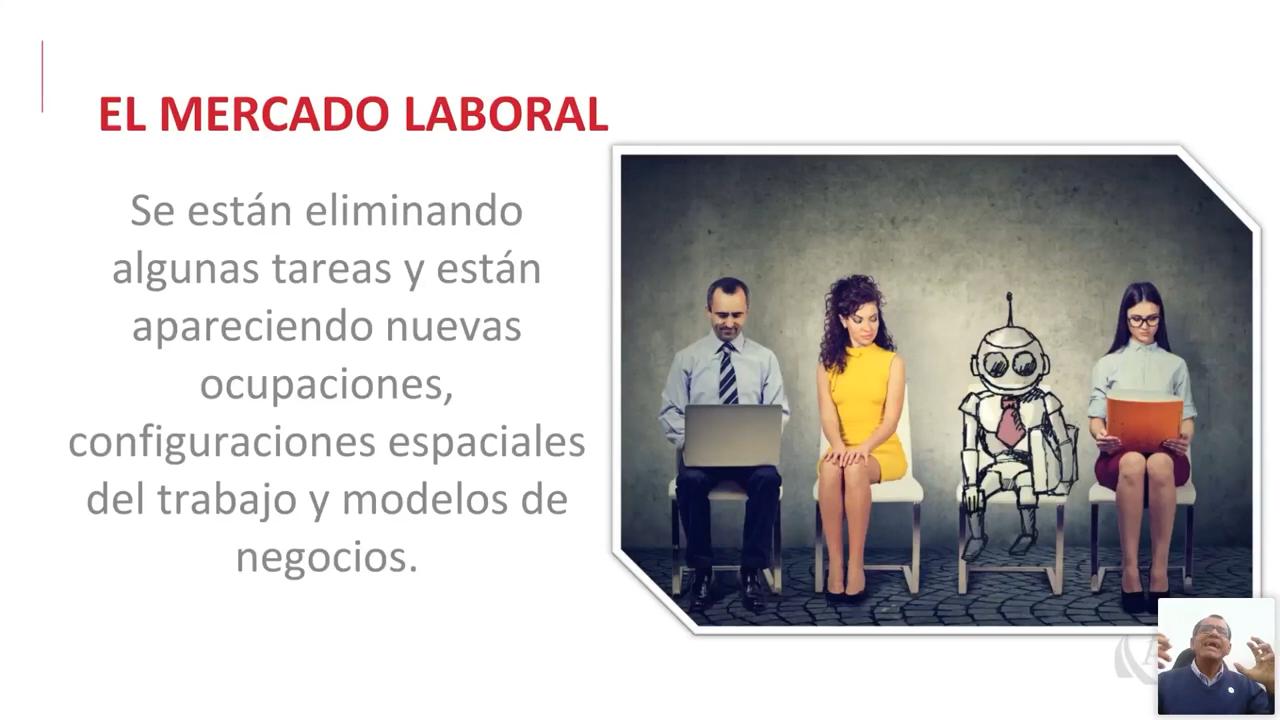 EL MERCADO LABORAL
Se están eliminando
algunas tareas y están
apareciendo nuevas
ocupaciones,
configuraciones espaciales
del trabajo y modelos de
negocios.